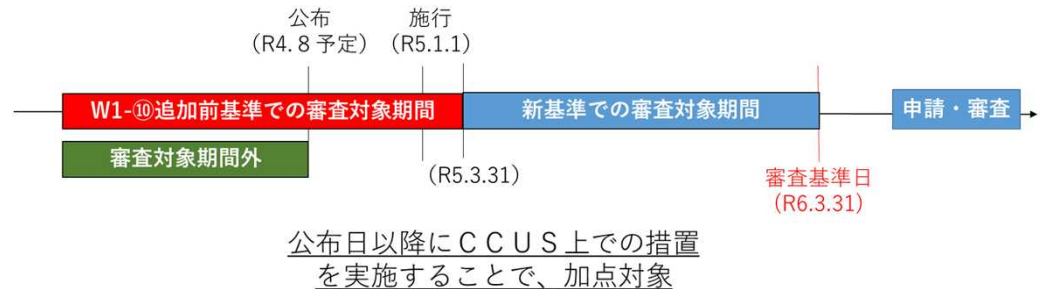 公布
(R4. 8 予定)
施行
(R5.1.1)
W1-⑩追加前基準での審査対象期間
新基準での審査対象期間
申請・審査
審査対象期間外
(R5.3.31)
審査基準日
(R6.3.31)
公布日以降にＣＣＵＳ上での措置
を実施することで、加点対象